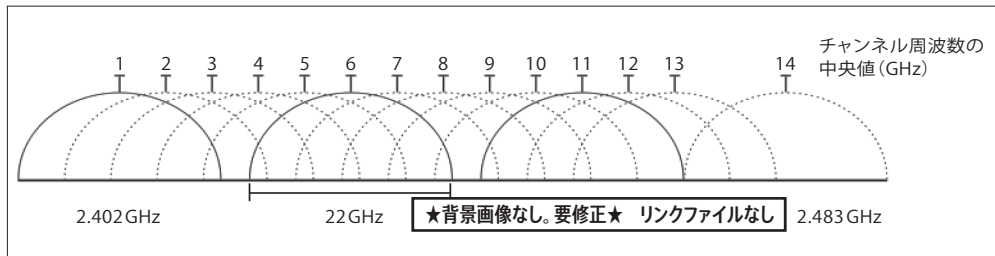 チャンネル周波数の
中央値(GHz)
1 2 3 4 5 6 7 8 9 10 11 12 13 14
2.402GHz 22GHz ★背景画像なし。要修正★ リンクファイルなし 2.483GHz